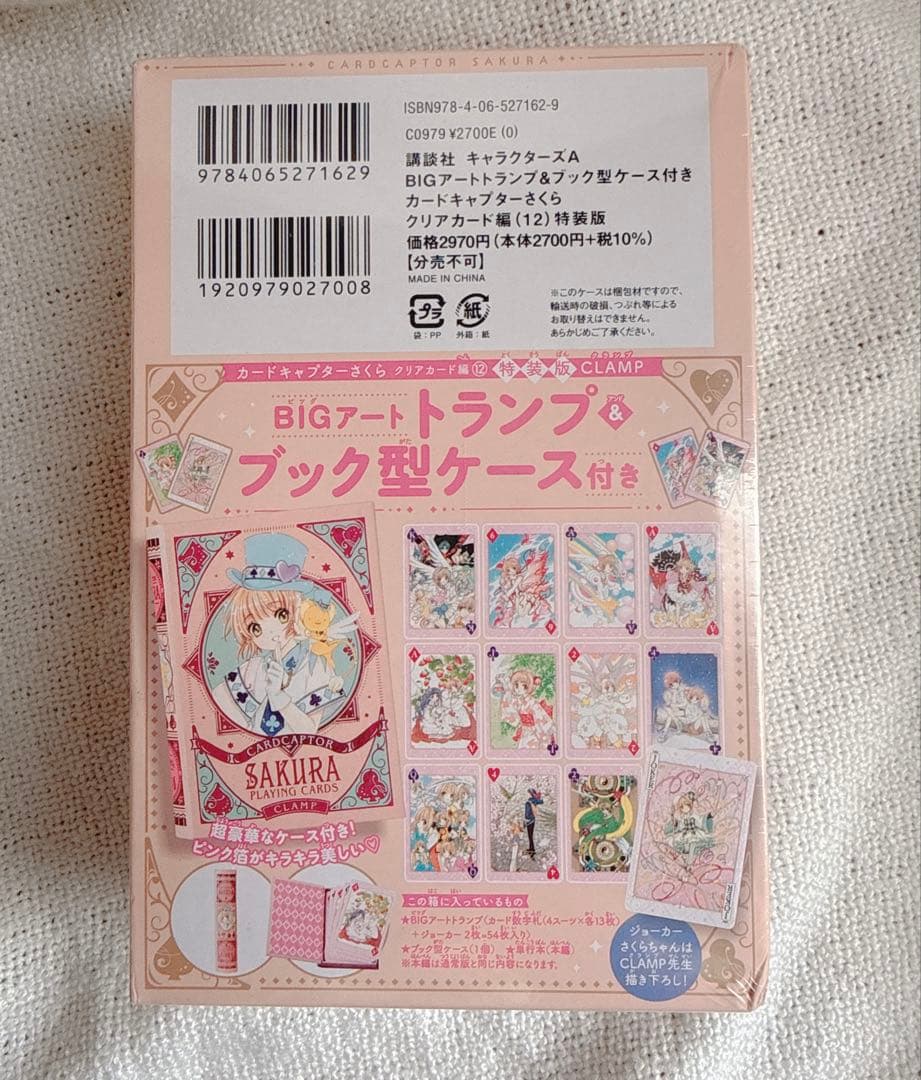 CARDCAPTOR SAKURA
ISBN978-4-06-527162-9
C0979 ¥2700E (0)
9784065271629
講談社 キャラクターズA
BIGアートトランプ&ブック型ケース付き
カードキャプターさくら
クリアカード編(12)特装版
価格2970円(本体2700円+税10%)
【分売不可】
MADE IN CHINA
1920979027008
プラ
紙
袋:PP
外箱:紙
※このケースは梱包材ですので、
輸送時の破損、つぶれ等による
お取り替えはできません。
あらかじめご了承ください。
カードキャプターさくら クリアカード編⑫特装版 CLAMP
BIGアートトランプ&
ブック型ケース付き
CARDCAPTOR
SAKURA
PLAYING CARDS
CLAMP
超豪華なケース付き!
ピンク箔がキラキラ美しい♡
この箱に入っているもの
★BIGアートトランプ(カード数字札(4スーツ×各13枚)
+ジョーカー2枚=54枚入り)
★ブック型ケース(1個) ★単行本(本編)
※本編は通常版と同じ内容になります。
JOKER
ジョーカー
さくらちゃんは
CLAMP先生
描き下ろし!